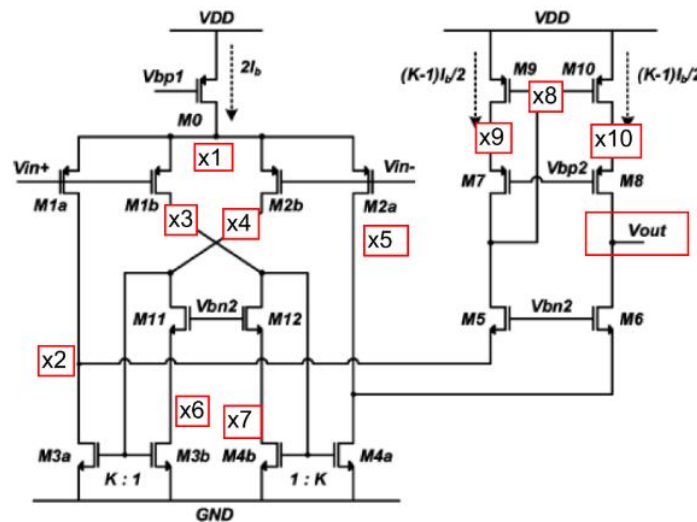 VDD VDD
Vbp1 2Ib (K-1)Ib/2 M9 M10 (K-1)Ib/2
x8
M0
x9 x10
Vin+ x1 Vin- M7 Vbp2 M8
M1a M1b M2b M2a
x3 x4
x5 Vout
M11 Vbn2 M12 M5 Vbn2 M6
x2
x6 x7
M3a M3b M4b M4a
K : 1 1 : K
GND